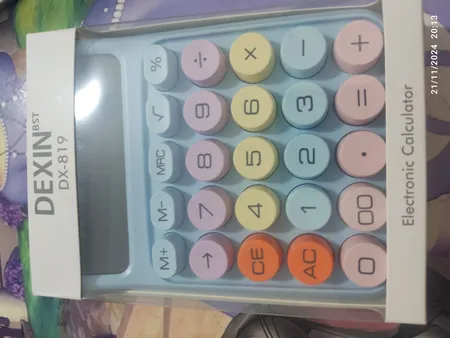 DEXIN BST
DX-819
M+ M- MRC √ %
→ 7 8 9 ÷
CE 4 5 6 ×
AC 1 2 3 −
0 00 · = +
Electronic Calculator
21/11/2024 20:13